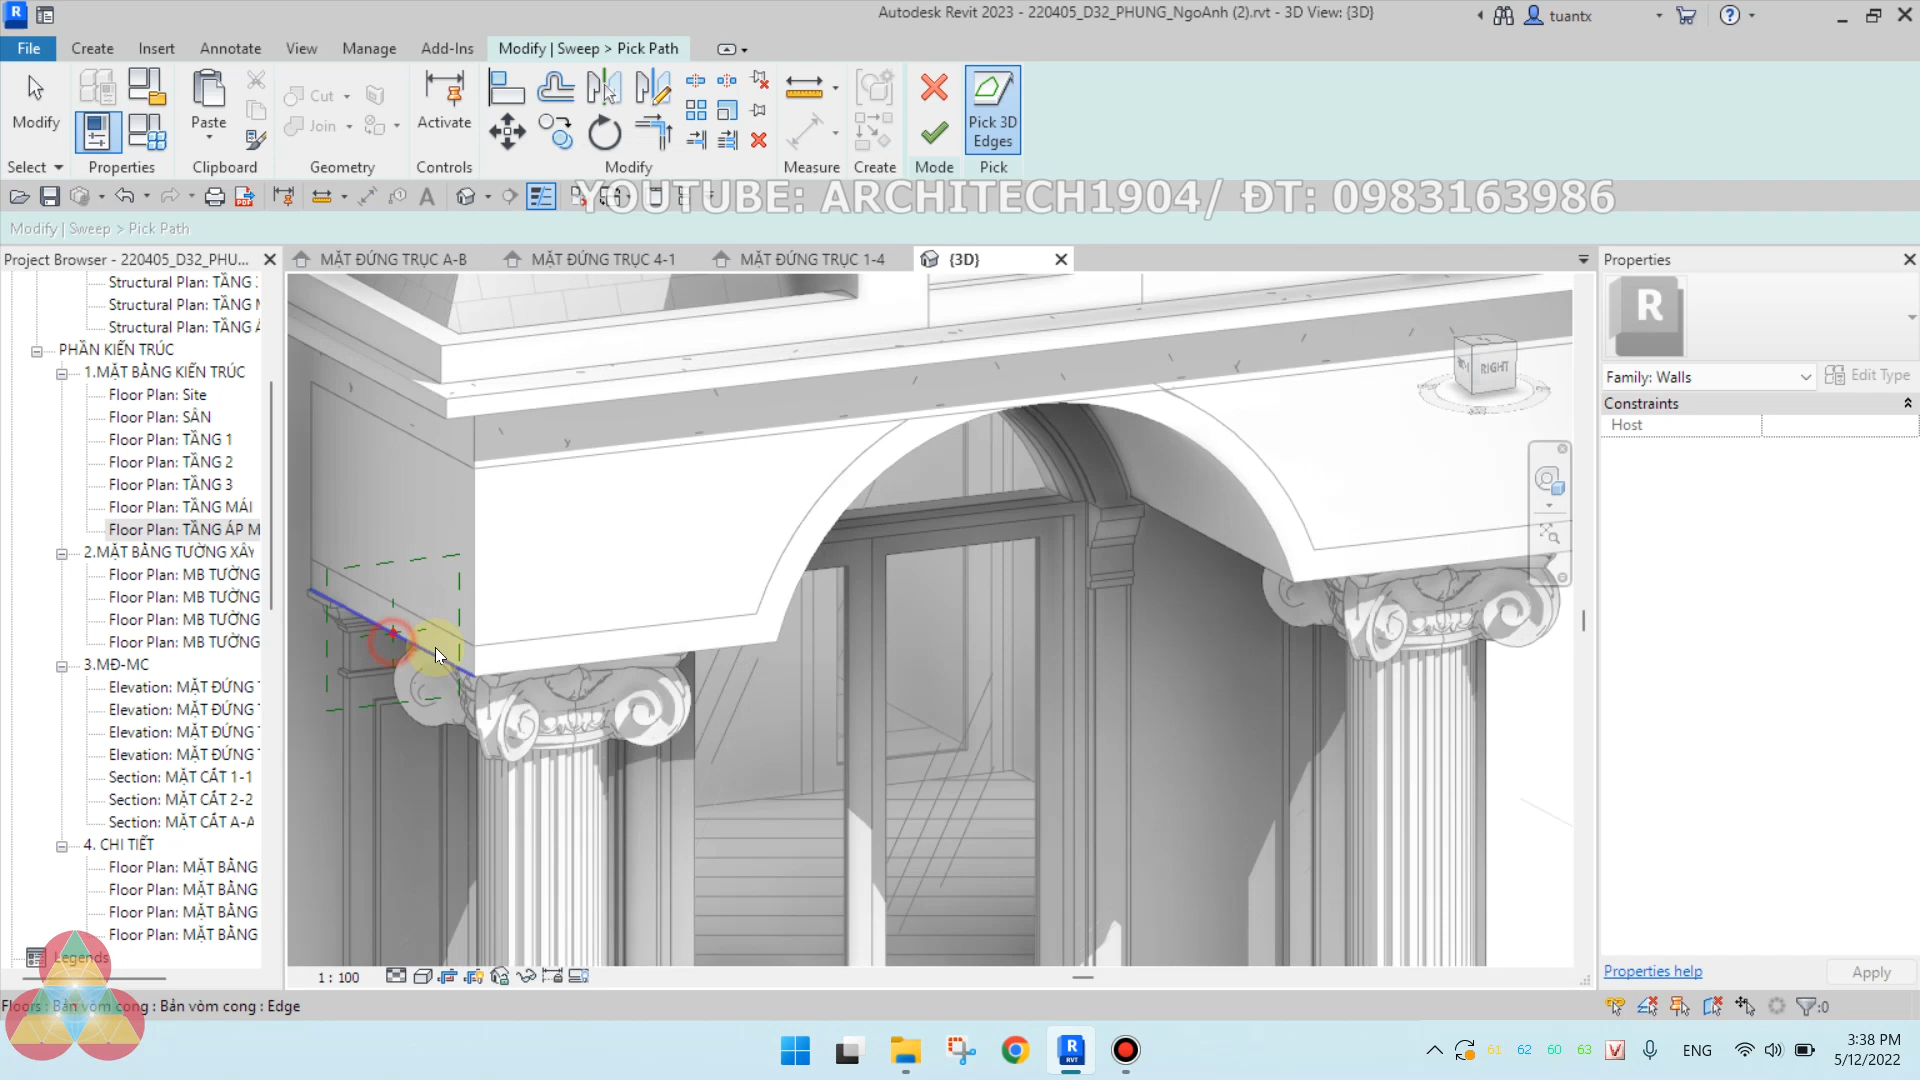 Autodesk Revit 2023 - 220405_D32_PHUNG_NgoAnh (2).rvt - 3D View: {3D}
tuantx
File Create Insert Annotate View Manage Add-Ins Modify | Sweep > Pick Path
Modify
Paste
Cut
Join
Activate
Pick 3D
Edges
Select Properties Clipboard Geometry Controls Modify Measure Create Mode Pick
YOUTUBE: ARCHITECH1904/ ĐT: 0983163986
Modify | Sweep > Pick Path
Project Browser - 220405_D32_PHU...
MẶT ĐỨNG TRỤC A-B
MẶT ĐỨNG TRỤC 4-1
MẶT ĐỨNG TRỤC 1-4
{3D}
Properties
Structural Plan: TẦNG
Structural Plan: TẦNG
Structural Plan: TẦNG
PHẦN KIẾN TRÚC
1.MẶT BẰNG KIẾN TRÚC
Floor Plan: Site
Floor Plan: SÂN
Floor Plan: TẦNG 1
Floor Plan: TẦNG 2
Floor Plan: TẦNG 3
Floor Plan: TẦNG MÁI
Floor Plan: TẦNG ÁP M
2.MẶT BẰNG TƯỜNG XÂY
Floor Plan: MB TƯỜNG
Floor Plan: MB TƯỜNG
Floor Plan: MB TƯỜNG
Floor Plan: MB TƯỜNG
3.MĐ-MC
Elevation: MẶT ĐỨNG
Elevation: MẶT ĐỨNG
Elevation: MẶT ĐỨNG
Elevation: MẶT ĐỨNG
Section: MẶT CẮT 1-1
Section: MẶT CẮT 2-2
Section: MẶT CẮT A-A
4. CHI TIẾT
Floor Plan: MẶT BẰNG
Floor Plan: MẶT BẰNG
Floor Plan: MẶT BẰNG
Floor Plan: MẶT BẰNG
Legends
RIGHT
R
Family: Walls
Edit Type
Constraints
Host
Properties help
Apply
1 : 100
Floors : Bản vòm cong : Bản vòm cong : Edge
:0
61 62 60 63
ENG
3:38 PM
5/12/2022